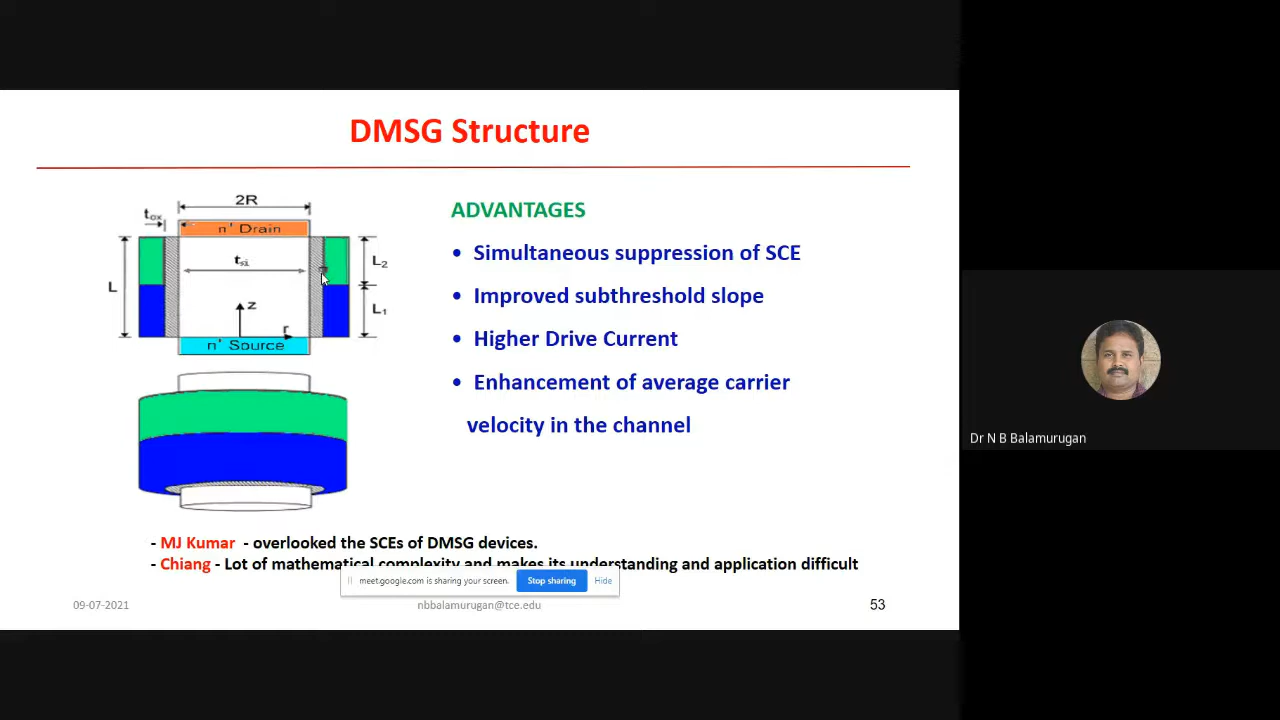 DMSG Structure
2R
tox
n+ Drain
tsi
L
L2
L1
z
r
n+ Source
ADVANTAGES
• Simultaneous suppression of SCE
• Improved subthreshold slope
• Higher Drive Current
• Enhancement of average carrier
velocity in the channel
- MJ Kumar - overlooked the SCEs of DMSG devices.
- Chiang - Lot of mathematical complexity and makes its understanding and application difficult
meet.google.com is sharing your screen.
Stop sharing
Hide
09-07-2021
nbbalamurugan@tce.edu
53
Dr N B Balamurugan